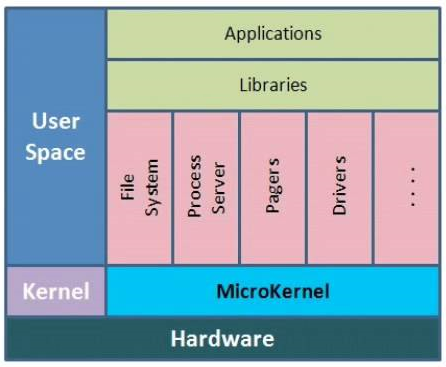 Applications
Libraries
User
Space
File
System
Process
Server
Pagers
Drivers
. . . .
Kernel
MicroKernel
Hardware